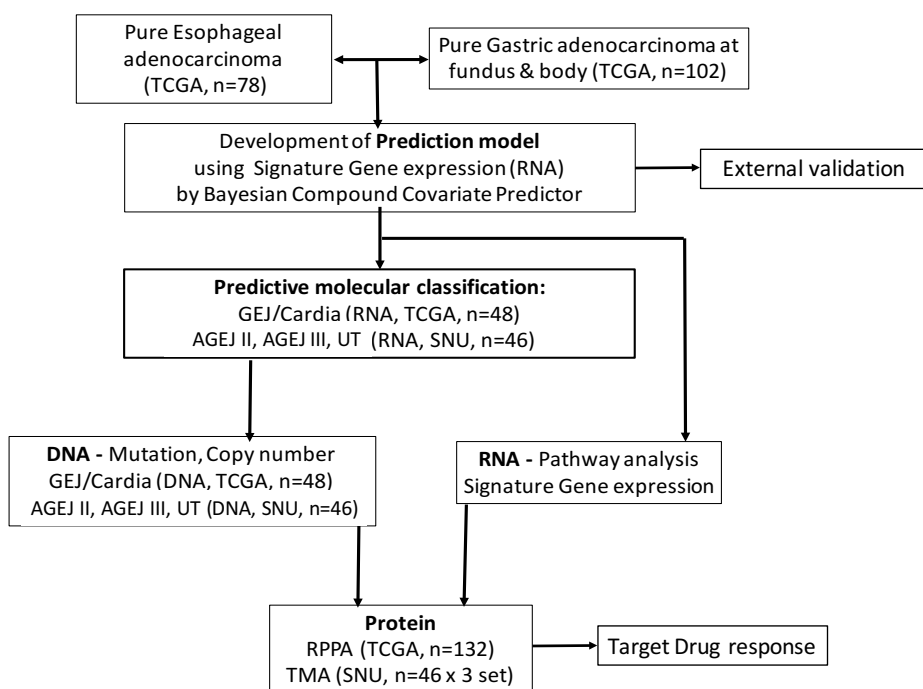 Pure Esophageal
adenocarcinoma
(TCGA, n=78)
Pure Gastric adenocarcinoma at
fundus & body (TCGA, n=102)
Development of Prediction model
using Signature Gene expression (RNA)
by Bayesian Compound Covariate Predictor
External validation
Predictive molecular classification:
GEJ/Cardia (RNA, TCGA, n=48)
AGEJ II, AGEJ III, UT (RNA, SNU, n=46)
DNA - Mutation, Copy number
GEJ/Cardia (DNA, TCGA, n=48)
AGEJ II, AGEJ III, UT (DNA, SNU, n=46)
RNA - Pathway analysis
Signature Gene expression
Protein
RPPA (TCGA, n=132)
TMA (SNU, n=46 x 3 set)
Target Drug response